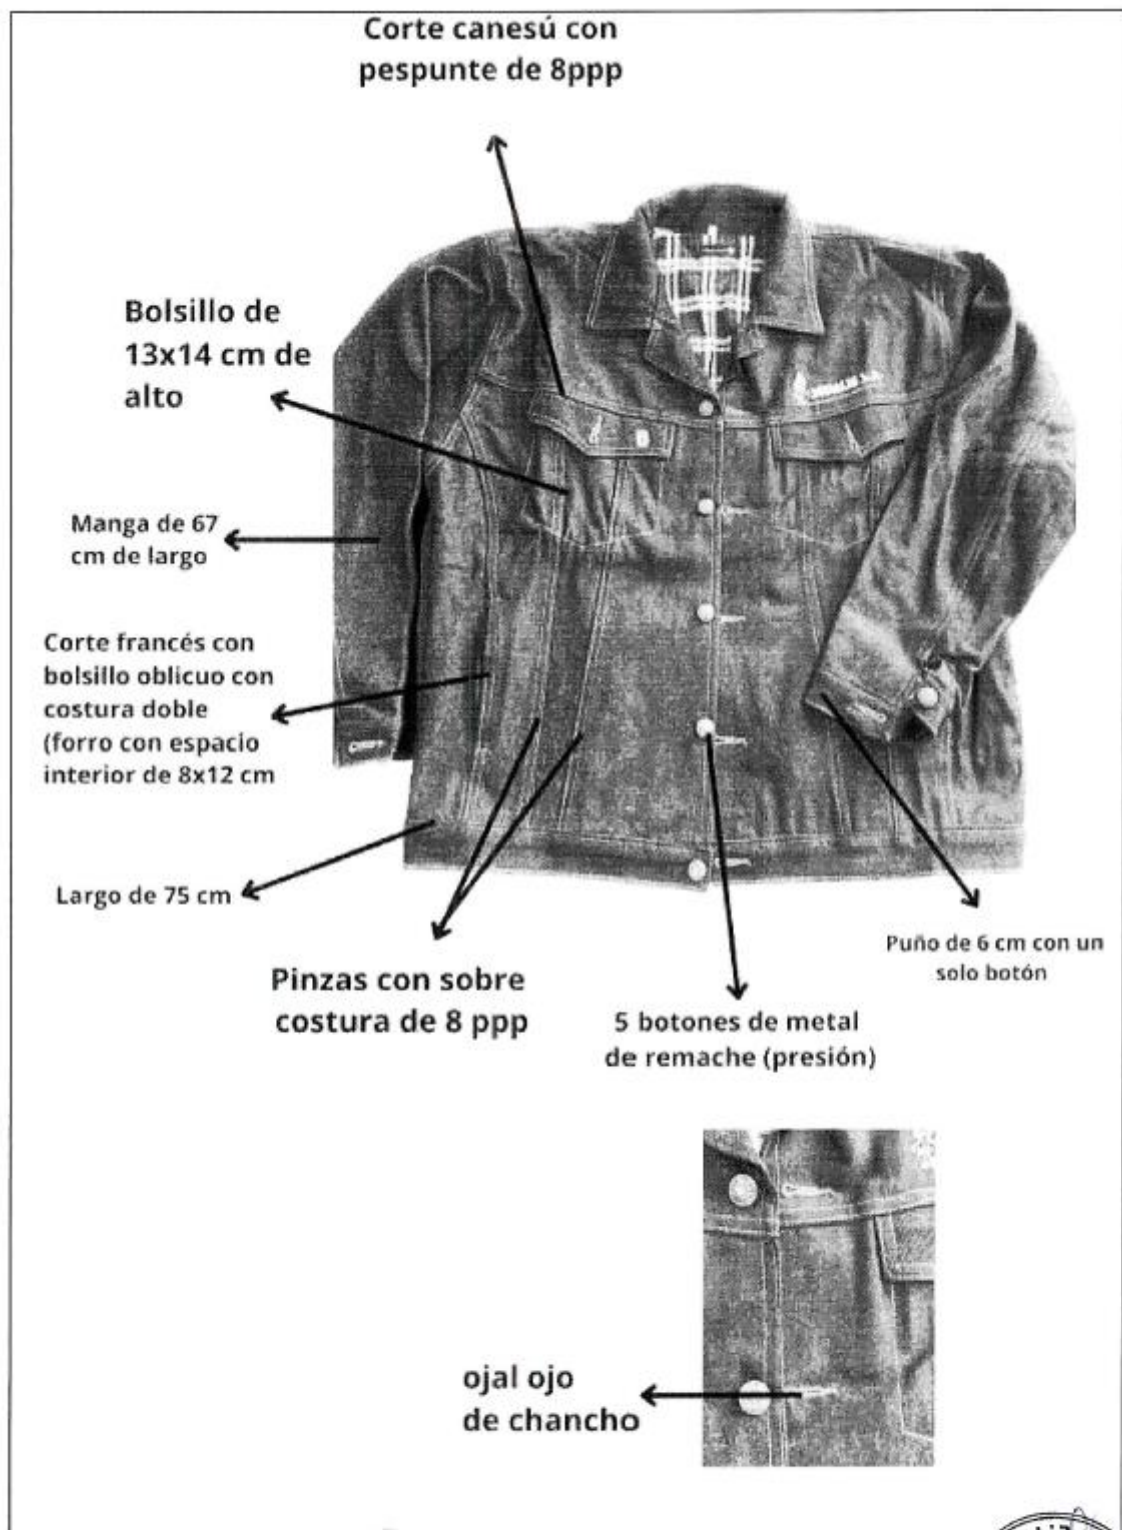 Corte canesú con
pespunte de 8ppp
Bolsillo de
13x14 cm de
alto
Manga de 67
cm de largo
Corte francés con
bolsillo oblicuo con
costura doble
(forro con espacio
interior de 8x12 cm
Largo de 75 cm
Puño de 6 cm con un
solo botón
Pinzas con sobre
costura de 8 ppp
5 botones de metal
de remache (presión)
ojal ojo
de chancho